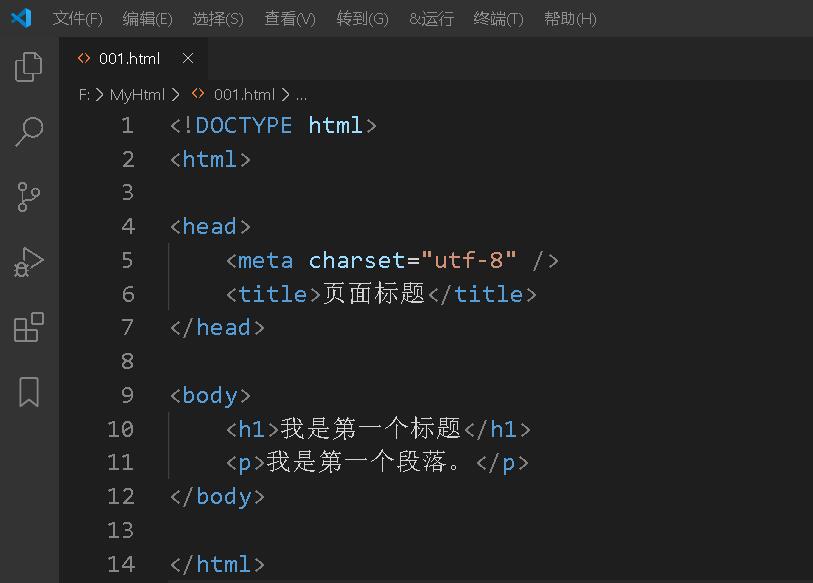 文件(F) 编辑(E) 选择(S) 查看(V) 转到(G) &运行 终端(T) 帮助(H)
001.html
F: > MyHtml > 001.html > ...
1 <!DOCTYPE html>
2 <html>
3
4 <head>
5 <meta charset="utf-8" />
6 <title>页面标题</title>
7 </head>
8
9 <body>
10 <h1>我是第一个标题</h1>
11 <p>我是第一个段落。</p>
12 </body>
13
14 </html>